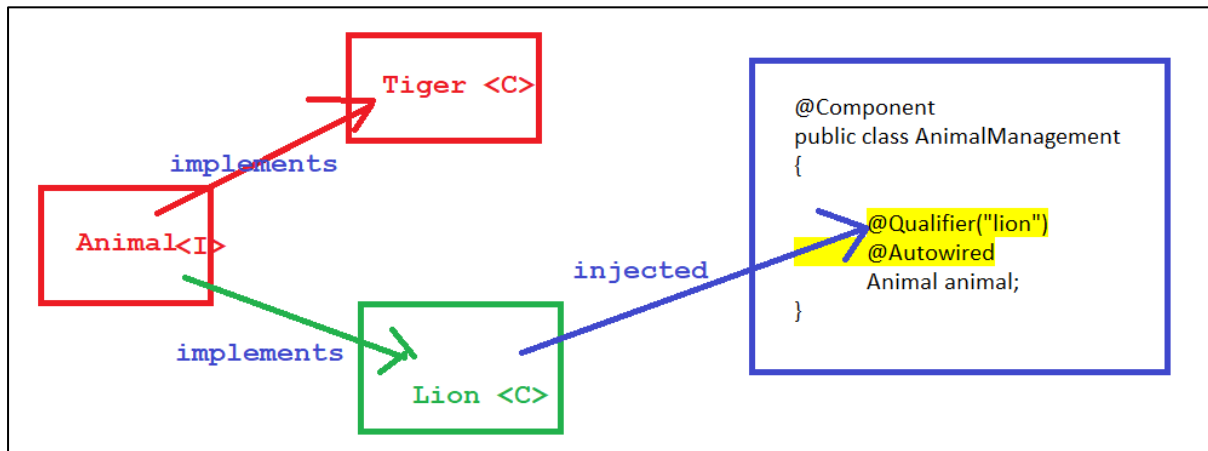 Tiger <C>
implements
Animal<I>
implements
Lion <C>
injected
@Component
public class AnimalManagement
{
@Qualifier("lion")
@Autowired
Animal animal;
}